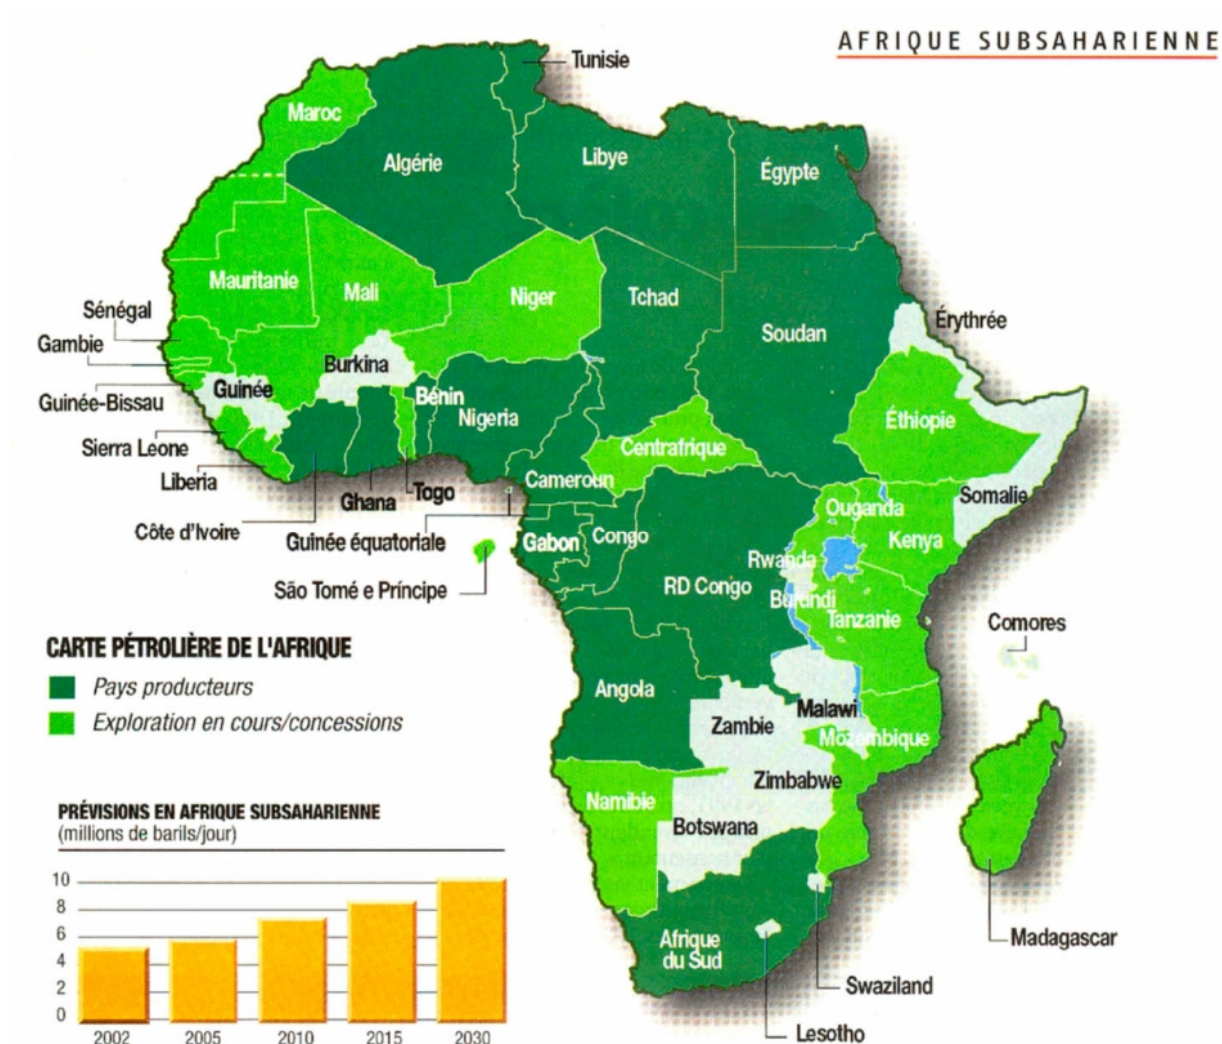 AFRIQUE SUBSAHARIENNE
Tunisie
Maroc
Algérie
Libye
Égypte
Mauritanie
Mali
Niger
Tchad
Soudan
Érythrée
Sénégal
Gambie
Burkina
Guinée
Guinée-Bissau
Bénin
Nigeria
Éthiopie
Sierra Leone
Centrafrique
Liberia
Cameroun
Ghana
Togo
Somalie
Ouganda
Côte d'Ivoire
Guinée équatoriale
Gabon
Congo
Kenya
Rwanda
São Tomé e Príncipe
RD Congo
Burundi
Tanzanie
Comores
CARTE PÉTROLIÈRE DE L'AFRIQUE
Pays producteurs
Exploration en cours/concessions
Angola
Malawi
Zambie
Mozambique
Zimbabwe
Namibie
Botswana
Afrique
du Sud
Madagascar
Swaziland
Lesotho
PRÉVISIONS EN AFRIQUE SUBSAHARIENNE
(millions de barils/jour)
10
8
6
4
2
0
2002 2005 2010 2015 2030